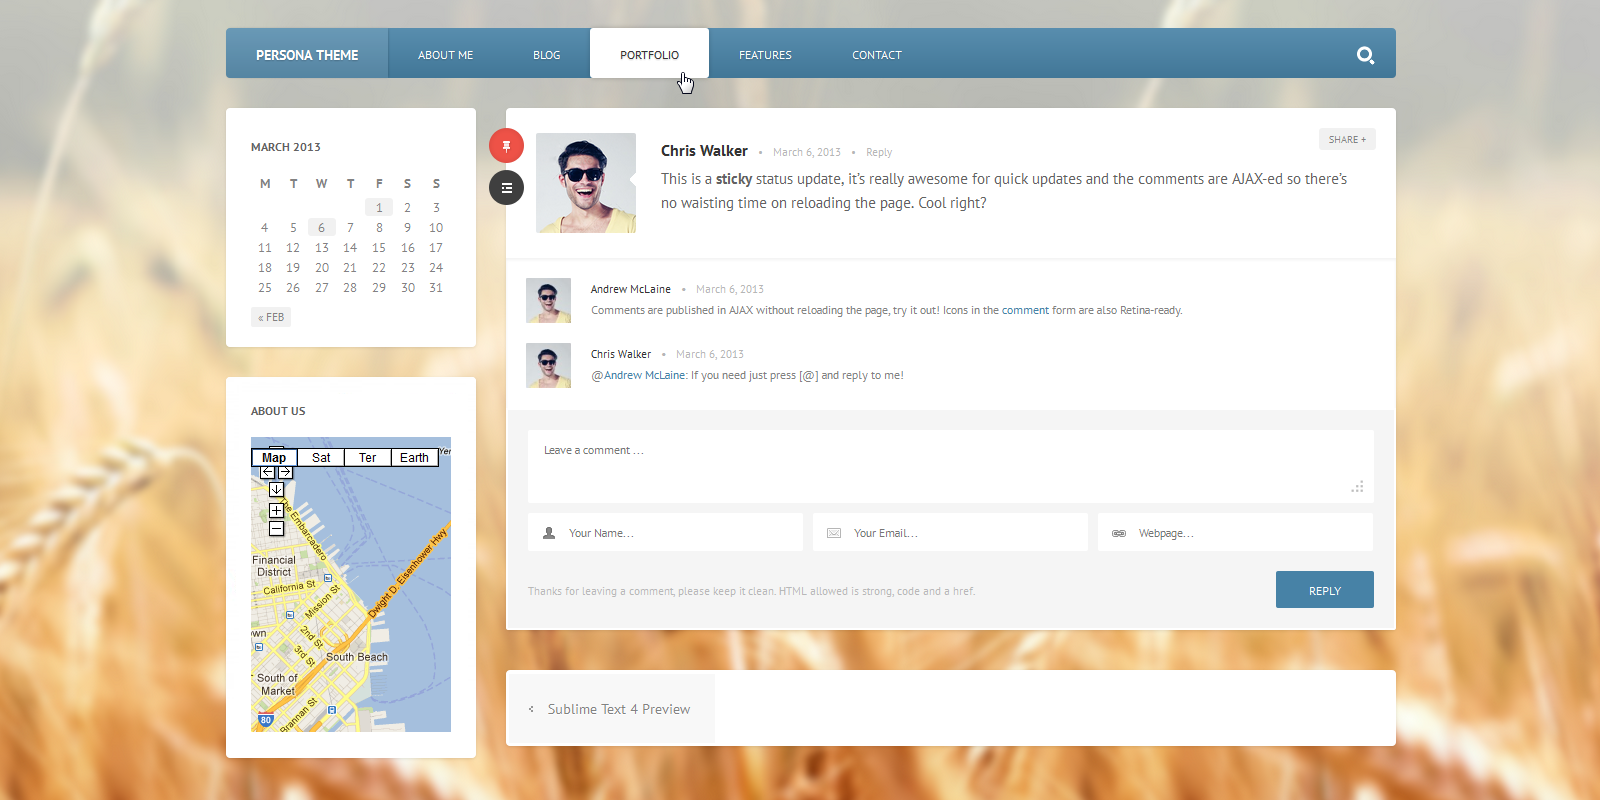 PERSONA THEME
ABOUT ME
BLOG
PORTFOLIO
FEATURES
CONTACT
MARCH 2013
M T W T F S S
1 2 3
4 5 6 7 8 9 10
11 12 13 14 15 16 17
18 19 20 21 22 23 24
25 26 27 28 29 30 31
« FEB
ABOUT US
Map Sat Ter Earth
Yer
The Embarcadero
Dwight D. Eisenhower Hwy
Financial
District
California St
Mission St
own
2nd St
3rd St
South Beach
South of
Market
Brannan St
80
Chris Walker • March 6, 2013 • Reply
SHARE +
This is a sticky status update, it's really awesome for quick updates and the comments are AJAX-ed so there's
no waisting time on reloading the page. Cool right?
Andrew McLaine • March 6, 2013
Comments are published in AJAX without reloading the page, try it out! Icons in the comment form are also Retina-ready.
Chris Walker • March 6, 2013
@Andrew McLaine: If you need just press [@] and reply to me!
Leave a comment ...
Your Name...
Your Email...
Webpage...
Thanks for leaving a comment, please keep it clean. HTML allowed is strong, code and a href.
REPLY
Sublime Text 4 Preview